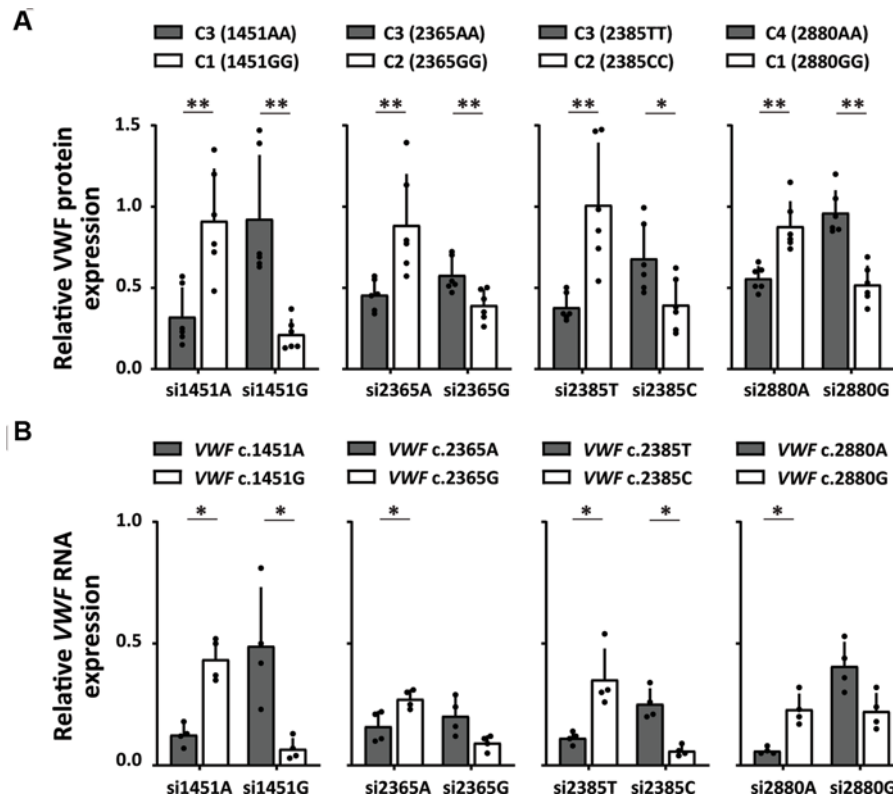 A
C3 (1451AA) C3 (2365AA) C3 (2385TT) C4 (2880AA)
C1 (1451GG) C2 (2365GG) C2 (2385CC) C1 (2880GG)
** ** ** ** ** * ** **
Relative VWF protein
expression
1.5
1.0
0.5
0.0
si1451A si1451G si2365A si2365G si2385T si2385C si2880A si2880G
B
VWF c.1451A VWF c.2365A VWF c.2385T VWF c.2880A
VWF c.1451G VWF c.2365G VWF c.2385C VWF c.2880G
* * * * * *
Relative VWF RNA
expression
1.0
0.5
0.0
si1451A si1451G si2365A si2365G si2385T si2385C si2880A si2880G